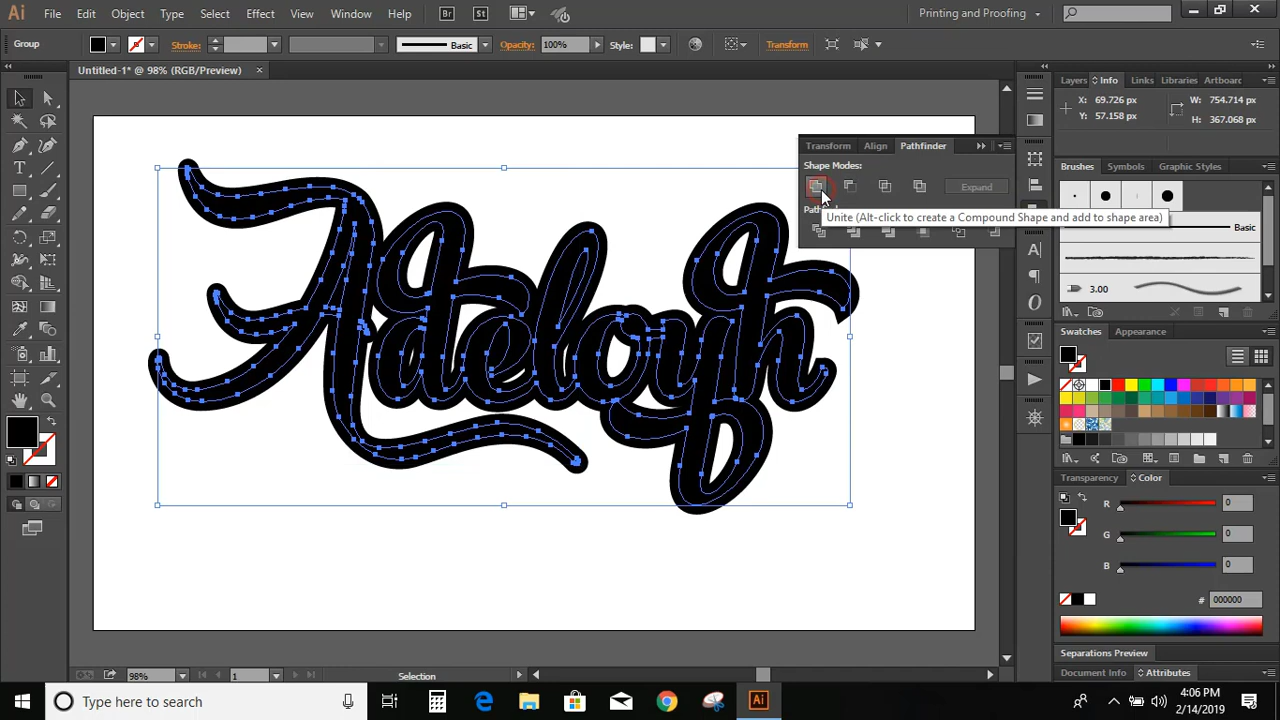 Ai File Edit Object Type Select Effect View Window Help Br St Printing and Proofing
Group Stroke: Basic Opacity: 100% Style: Transform
Untitled-1* @ 98% (RGB/Preview)
Layers Info Links Libraries Artboard
X: 69.726 px W: 754.714 px
Y: 57.158 px H: 367.068 px
Transform Align Pathfinder
Shape Modes:
Expand
Unite (Alt-click to create a Compound Shape and add to shape area)
Brushes Symbols Graphic Styles
Basic
3.00
Swatches Appearance
Transparency Color
R 0
G 0
B 0
# 000000
Separations Preview
Document Info Attributes
98% 1 Selection
Type here to search
4:06 PM
2/14/2019